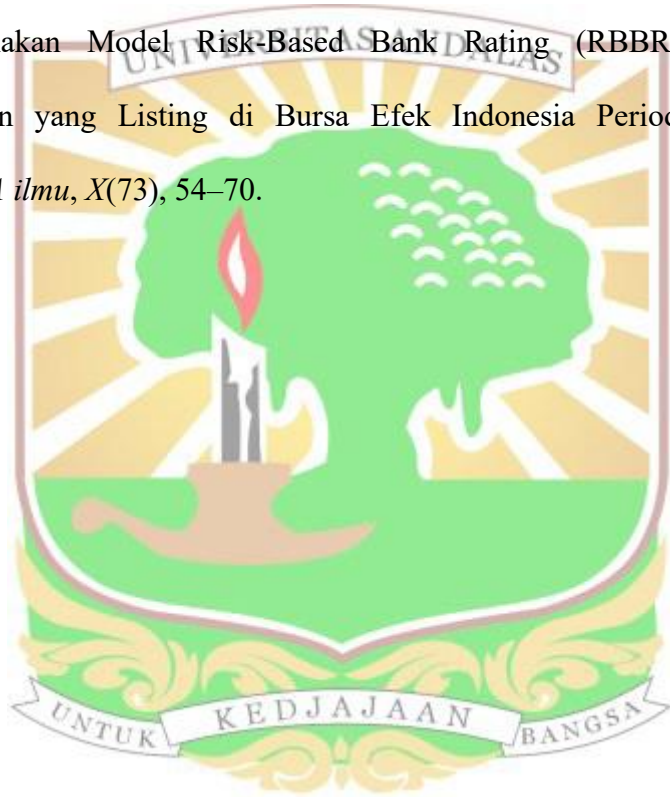 akan Model Risk-Based Bank Rating (RBBR
UNIVERSITAS ANDALAS
n yang Listing di Bursa Efek Indonesia Perio
ilmu, X(73), 54–70.
UNTUK KEDJAJAAN BANGSA